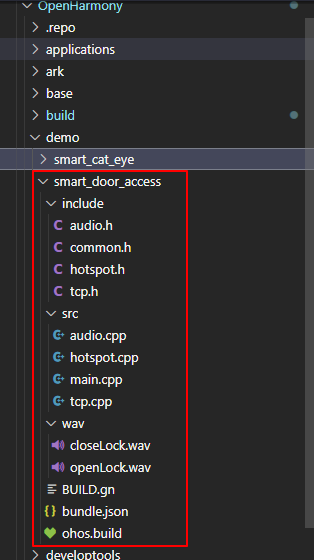 OpenHarmony
.repo
applications
ark
base
build
demo
smart_cat_eye
smart_door_access
include
audio.h
common.h
hotspot.h
tcp.h
src
audio.cpp
hotspot.cpp
main.cpp
tcp.cpp
wav
closeLock.wav
openLock.wav
BUILD.gn
bundle.json
ohos.build
developtools